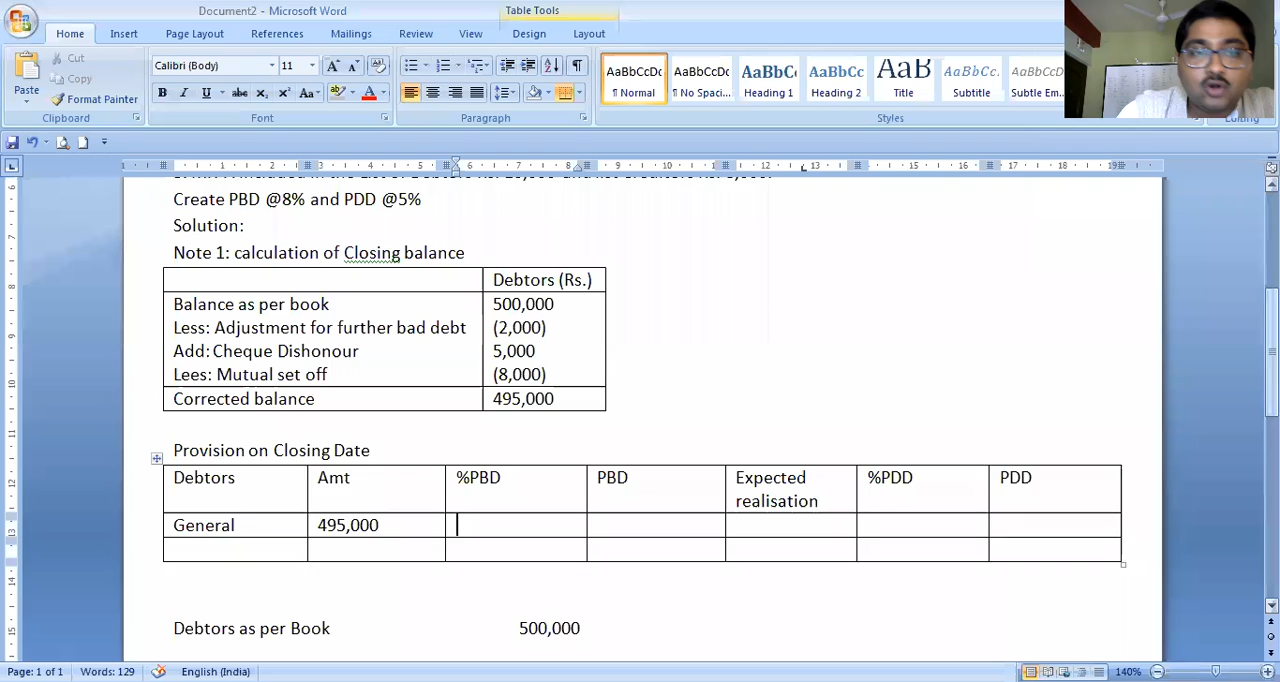 Document2 - Microsoft Word
Table Tools
Home Insert Page Layout References Mailings Review View Design Layout
Paste
Cut
Copy
Format Painter
Clipboard
Calibri (Body) 11
Font
Paragraph
AaBbCcDc AaBbCcDc AaBbCc AaBbCc AaB AaBbCc. AaBbCcDc
¶ Normal ¶ No Spaci... Heading 1 Heading 2 Title Subtitle Subtle Em...
Styles
Editing
Create PBD @8% and PDD @5%
Solution:
Note 1: calculation of Closing balance
Debtors (Rs.)
Balance as per book 500,000
Less: Adjustment for further bad debt (2,000)
Add: Cheque Dishonour 5,000
Lees: Mutual set off (8,000)
Corrected balance 495,000
Provision on Closing Date
Debtors Amt %PBD PBD Expected realisation %PDD PDD
General 495,000
Debtors as per Book 500,000
Page: 1 of 1 Words: 129 English (India) 140%